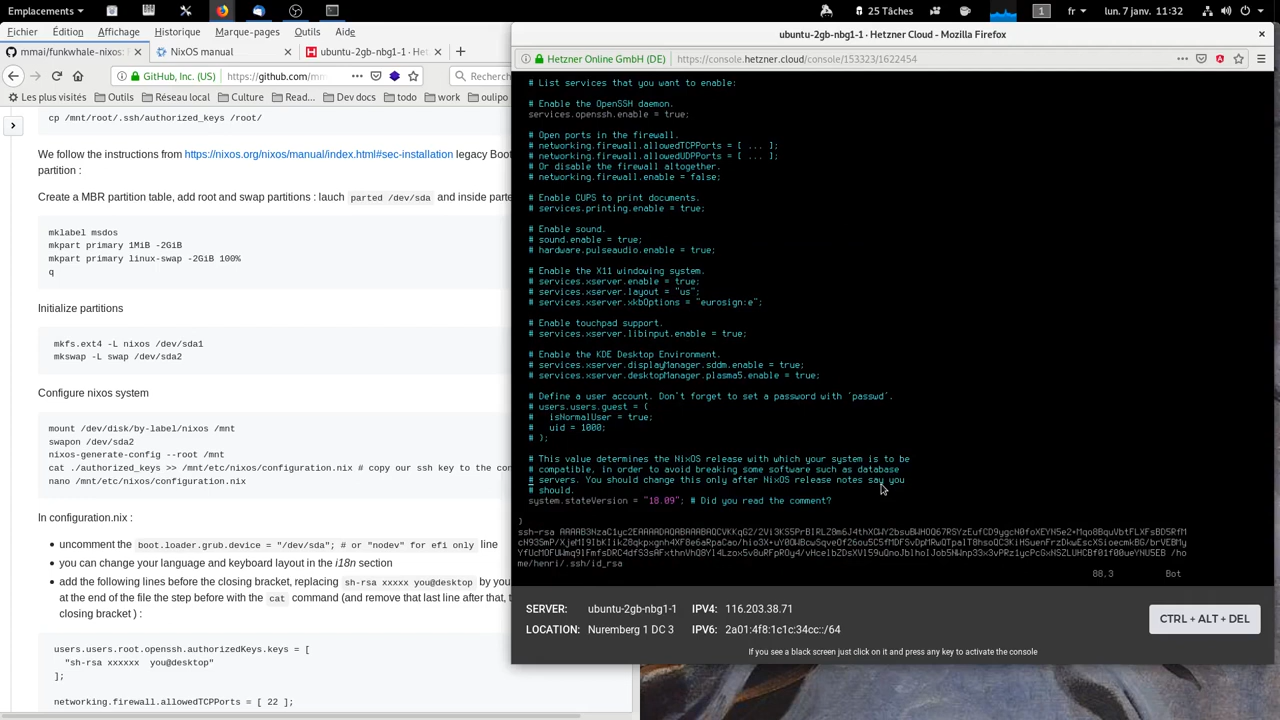 Emplacements
25 Tâches
1
fr
lun. 7 janv. 11:32
Fichier Édition Affichage Historique Marque-pages Outils Aide
mmai/funkwhale-nixos:
NixOS manual
ubuntu-2gb-nbg1-1 · He
GitHub, Inc. (US)
https://github.com/mm
Recherc
Les plus visités Outils Réseau local Culture Read... Dev docs todo work oulipo
cp /mnt/root/.ssh/authorized_keys /root/
We follow the instructions from https://nixos.org/nixos/manual/index.html#sec-installation legacy Boot
partition :
Create a MBR partition table, add root and swap partitions : lauch parted /dev/sda and inside parte
mklabel msdos
mkpart primary 1MiB -2GiB
mkpart primary linux-swap -2GiB 100%
q
Initialize partitions
mkfs.ext4 -L nixos /dev/sda1
mkswap -L swap /dev/sda2
Configure nixos system
mount /dev/disk/by-label/nixos /mnt
swapon /dev/sda2
nixos-generate-config --root /mnt
cat ./authorized_keys >> /mnt/etc/nixos/configuration.nix # copy our ssh key to the con
nano /mnt/etc/nixos/configuration.nix
In configuration.nix :
uncomment the boot.loader.grub.device = "/dev/sda"; # or "nodev" for efi only line
you can change your language and keyboard layout in the i18n section
add the following lines before the closing bracket, replacing sh-rsa xxxxx you@desktop by you
at the end of the file the step before with the cat command (and remove that last line after that, t
closing bracket ) :
users.users.root.openssh.authorizedKeys.keys = [
"sh-rsa xxxxxx you@desktop"
];
networking.firewall.allowedTCPPorts = [ 22 ];
ubuntu-2gb-nbg1-1 · Hetzner Cloud - Mozilla Firefox
Hetzner Online GmbH (DE)
https://console.hetzner.cloud/console/153323/1622454
# List services that you want to enable:
# Enable the OpenSSH daemon.
services.openssh.enable = true;
# Open ports in the firewall.
# networking.firewall.allowedTCPPorts = [ ... ];
# networking.firewall.allowedUDPPorts = [ ... ];
# Or disable the firewall altogether.
# networking.firewall.enable = false;
# Enable CUPS to print documents.
# services.printing.enable = true;
# Enable sound.
# sound.enable = true;
# hardware.pulseaudio.enable = true;
# Enable the X11 windowing system.
# services.xserver.enable = true;
# services.xserver.layout = "us";
# services.xserver.xkbOptions = "eurosign:e";
# Enable touchpad support.
# services.xserver.libinput.enable = true;
# Enable the KDE Desktop Environment.
# services.xserver.displayManager.sddm.enable = true;
# services.xserver.desktopManager.plasma5.enable = true;
# Define a user account. Don't forget to set a password with 'passwd'.
# users.users.guest = {
#   isNormalUser = true;
#   uid = 1000;
# };
# This value determines the NixOS release with which your system is to be
# compatible, in order to avoid breaking some software such as database
# servers. You should change this only after NixOS release notes say you
# should.
system.stateVersion = "18.09"; # Did you read the comment?
}
ssh-rsa
/ho
me/henri/.ssh/id_rsa
88,3 Bot
SERVER: ubuntu-2gb-nbg1-1 IPV4: 116.203.38.71
LOCATION: Nuremberg 1 DC 3 IPV6: 2a01:4f8:1c1c:34cc::/64
CTRL + ALT + DEL
If you see a black screen just click on it and press any key to activate the console